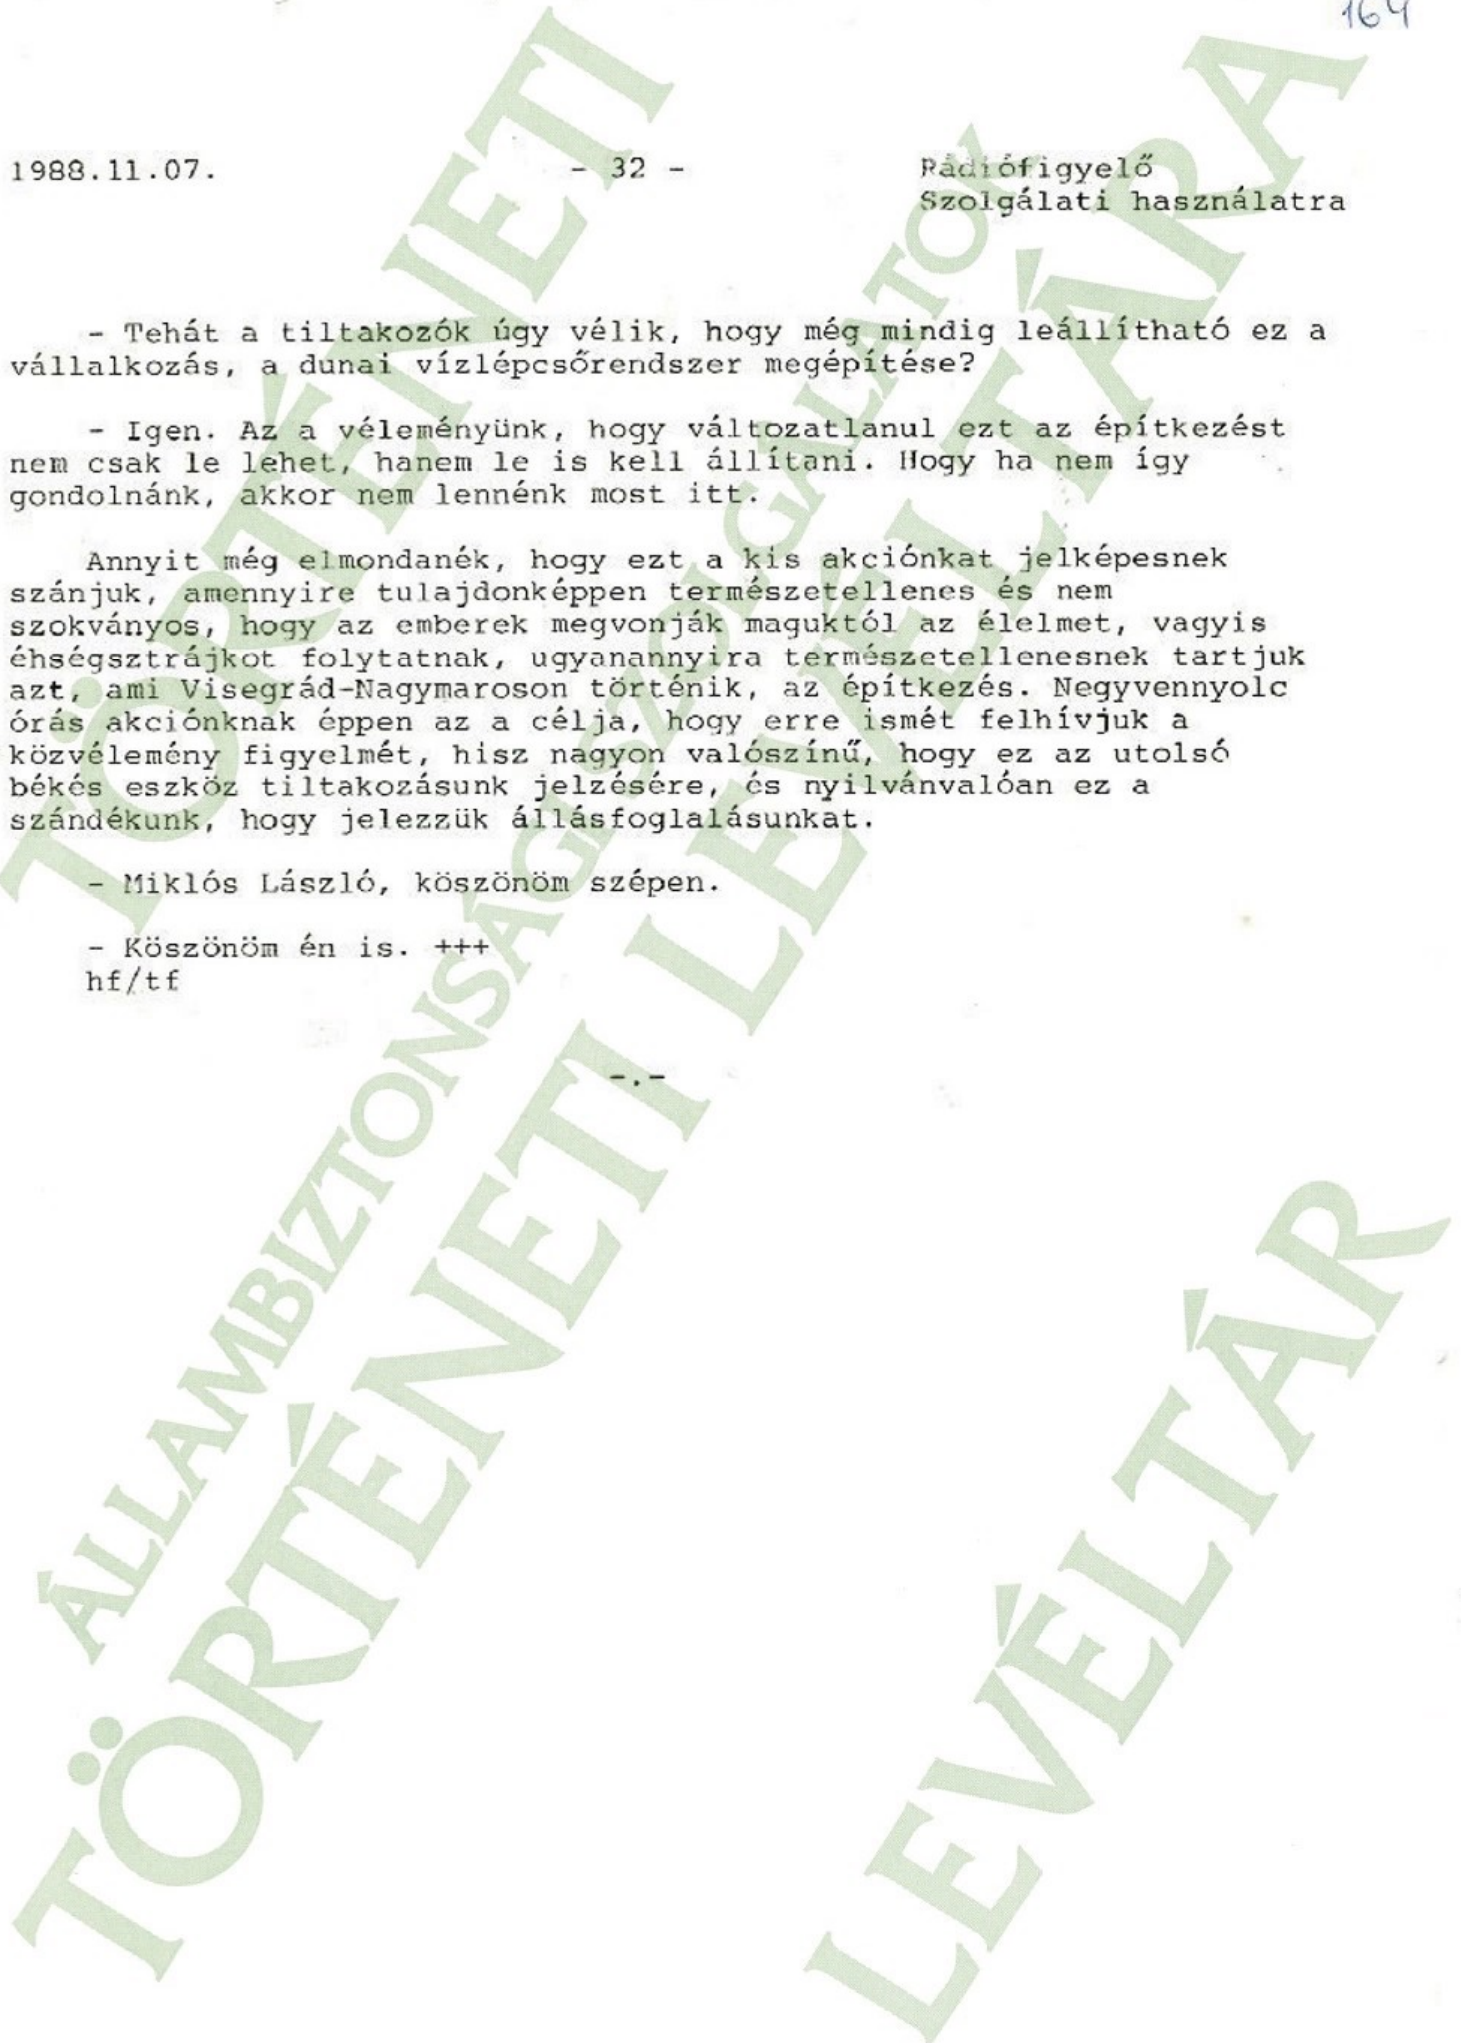 164
1988.11.07. - 32 - Rádiófigyelő
Szolgálati használatra
- Tehát a tiltakozók úgy vélik, hogy még mindig leállítható ez a
vállalkozás, a dunai vízlépcsőrendszer megépítése?
- Igen. Az a véleményünk, hogy változatlanul ezt az építkezést
nem csak le lehet, hanem le is kell állítani. Hogy ha nem így
gondolnánk, akkor nem lennénk most itt.
Annyit még elmondanék, hogy ezt a kis akciónkat jelképesnek
szánjuk, amennyire tulajdonképpen természetellenes és nem
szokványos, hogy az emberek megvonják maguktól az élelmet, vagyis
éhségsztrájkot folytatnak, ugyanannyira természetellenesnek tartjuk
azt, ami Visegrád-Nagymaroson történik, az építkezés. Negyvennyolc
órás akciónknak éppen az a célja, hogy erre ismét felhívjuk a
közvélemény figyelmét, hisz nagyon valószínű, hogy ez az utolsó
békés eszköz tiltakozásunk jelzésére, és nyilvánvalóan ez a
szándékunk, hogy jelezzük állásfoglalásunkat.
- Miklós László, köszönöm szépen.
- Köszönöm én is. +++
hf/tf
-.-
ÁLLAMBIZTONSÁGI SZOLGÁLATOK
TÖRTÉNETI LEVÉLTÁRA
TÖRTÉNETI
LEVÉLTÁR